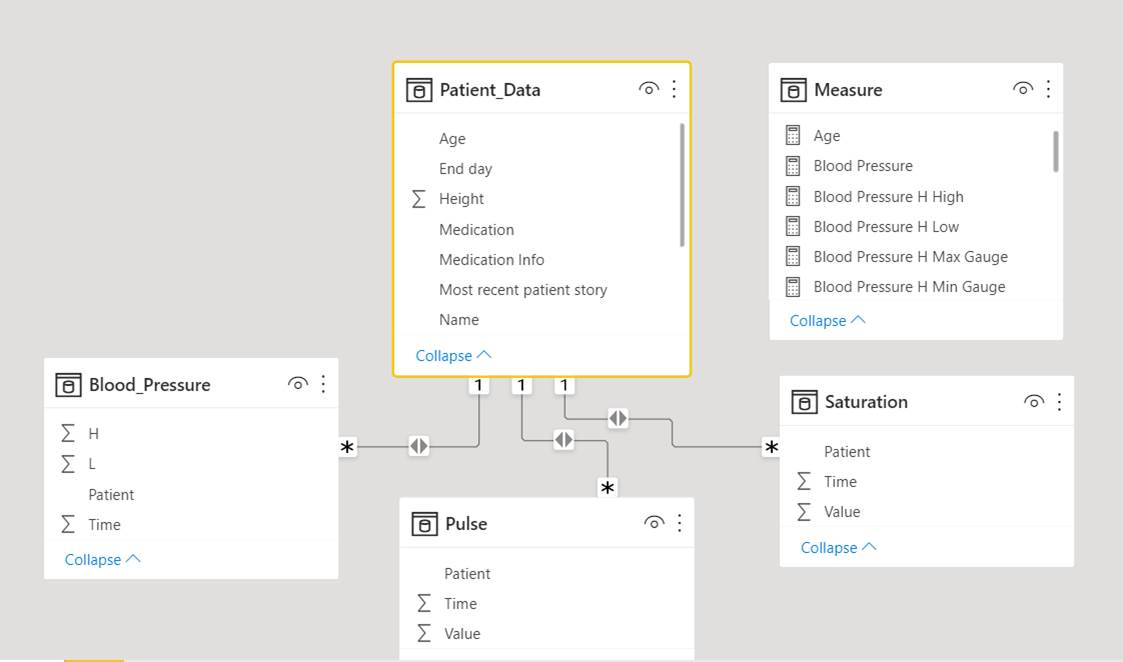 Patient_Data
Age
End day
Height
Medication
Medication Info
Most recent patient story
Name
Collapse
Measure
Age
Blood Pressure
Blood Pressure H High
Blood Pressure H Low
Blood Pressure H Max Gauge
Blood Pressure H Min Gauge
Collapse
1 1 1
Blood_Pressure
H
L
Patient
Time
Collapse
*
*
*
Pulse
Patient
Time
Value
Saturation
Patient
Time
Value
Collapse